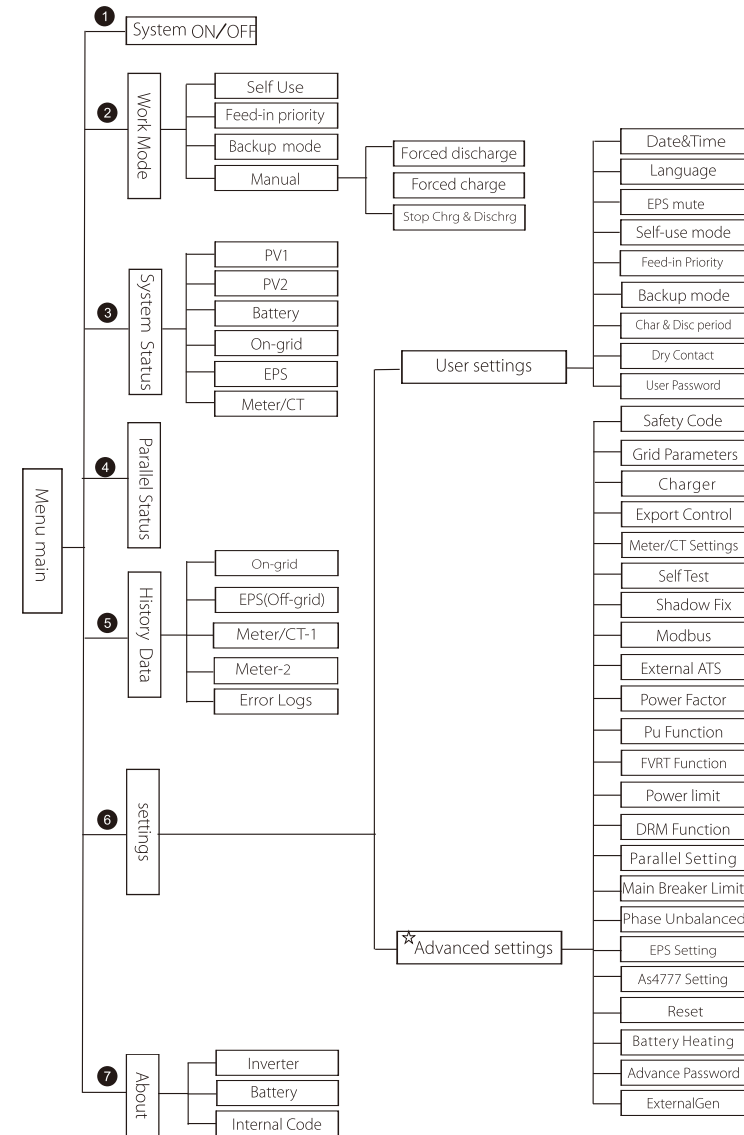 Menu main
1
System ON/OFF
2
Work Mode
Self Use
Feed-in priority
Backup mode
Manual
Forced discharge
Forced charge
Stop Chrg & Dischrg
3
System Status
PV1
PV2
Battery
On-grid
EPS
Meter/CT
4
Parallel Status
5
History Data
On-grid
EPS(Off-grid)
Meter/CT-1
Meter-2
Error Logs
6
settings
User settings
Date&Time
Language
EPS mute
Self-use mode
Feed-in Priority
Backup mode
Char & Disc period
Dry Contact
User Password
☆Advanced settings
Safety Code
Grid Parameters
Charger
Export Control
Meter/CT Settings
Self Test
Shadow Fix
Modbus
External ATS
Power Factor
Pu Function
FVRT Function
Power limit
DRM Function
Parallel Setting
Main Breaker Limit
Phase Unbalanced
EPS Setting
As4777 Setting
Reset
Battery Heating
Advance Password
ExternalGen
7
About
Inverter
Battery
Internal Code